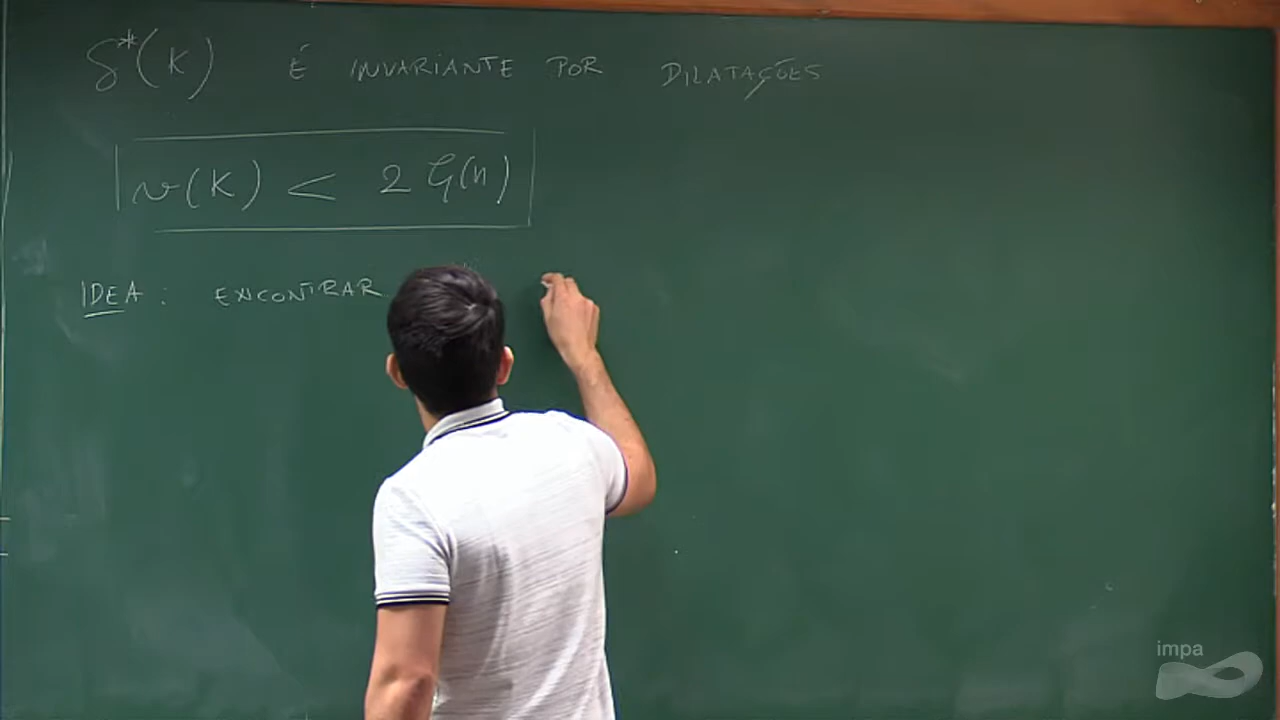 δ*(K) É INVARIANTE POR DILATAÇÕES
v(K) < 2 ζ(n)
IDEA : ENCONTRAR
impa